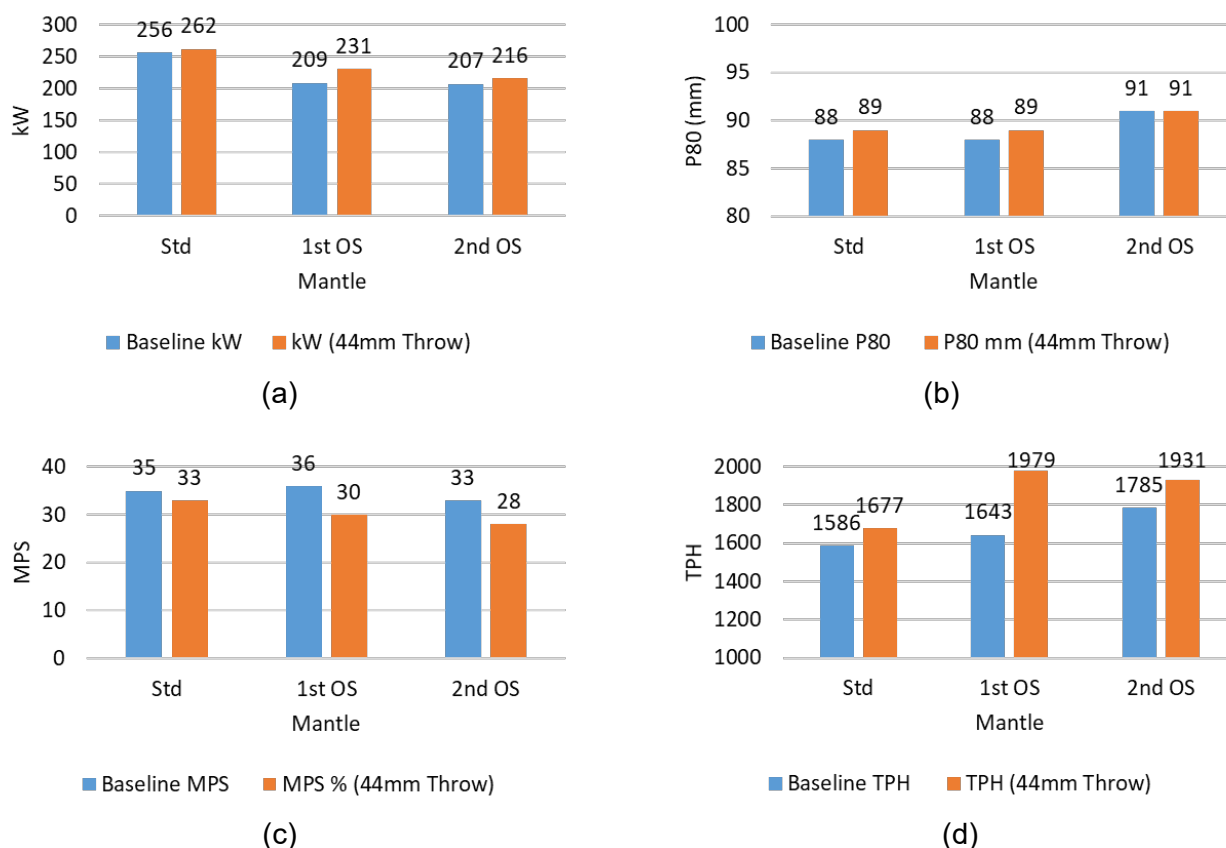 300
250
200
150
100
50
0
kW
256 262
209 231
207 216
Std 1st OS 2nd OS
Mantle
Baseline kW kW (44mm Throw)
(a)
100
95
90
85
80
P80 (mm)
88 89
88 89
91 91
Std 1st OS 2nd OS
Mantle
Baseline P80 P80 mm (44mm Throw)
(b)
40
30
20
10
0
MPS
35 33
36 30
33 28
Std 1st OS 2nd OS
Mantle
Baseline MPS MPS % (44mm Throw)
(c)
2000
1800
1600
1400
1200
1000
TPH
1586 1677
1643 1979
1785 1931
Std 1st OS 2nd OS
Mantle
Baseline TPH TPH (44mm Throw)
(d)